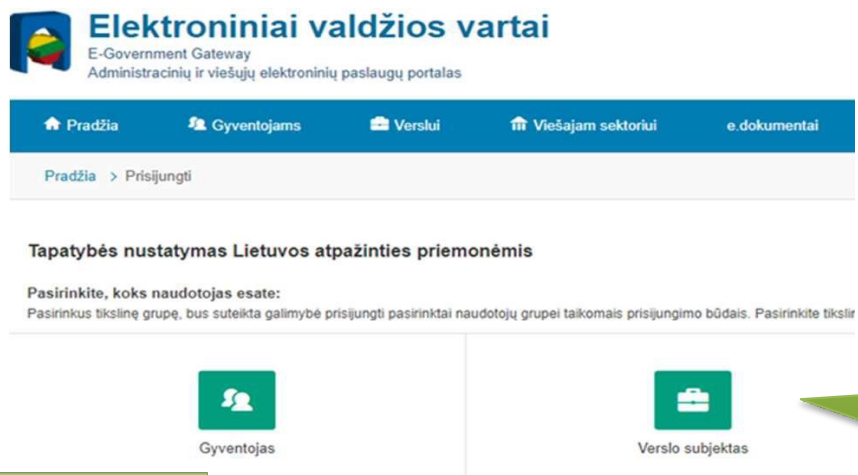 Elektroniniai valdžios vartai
E-Government Gateway
Administracinių ir viešųjų elektroninių paslaugų portalas
Pradžia Gyventojams Verslui Viešajam sektoriui e.dokumentai
Pradžia > Prisijungti
Tapatybės nustatymas Lietuvos atpažinties priemonėmis
Pasirinkite, koks naudotojas esate:
Pasirinkus tikslinę grupę, bus suteikta galimybė prisijungti pasirinktai naudotojų grupei taikomais prisijungimo būdais. Pasirinkite
Gyventojas Verslo subjektas